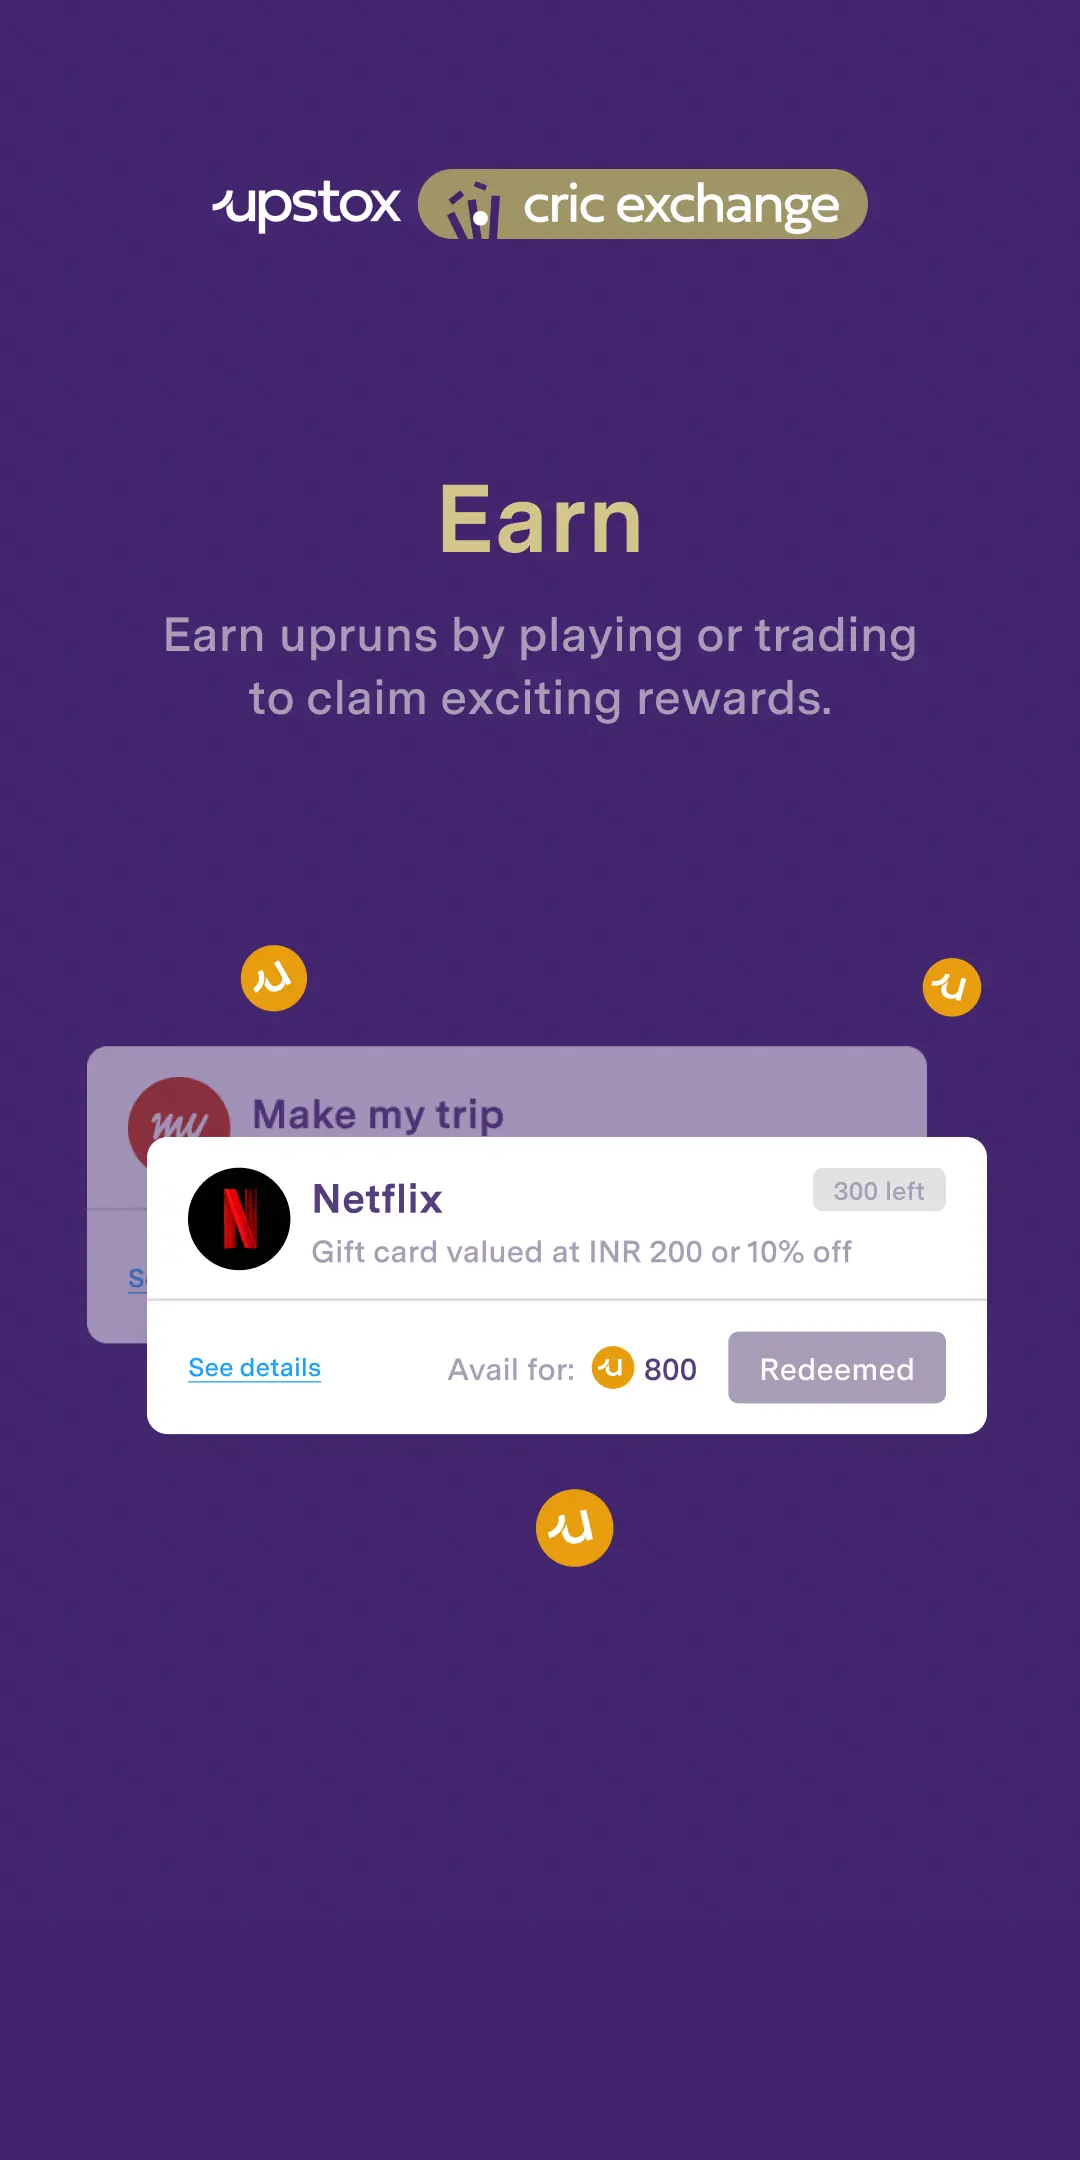 upstox cric exchange
Earn
Earn upruns by playing or trading
to claim exciting rewards.
my Make my trip
Netflix
300 left
Gift card valued at INR 200 or 10% off
See details
Avail for: 800
Redeemed